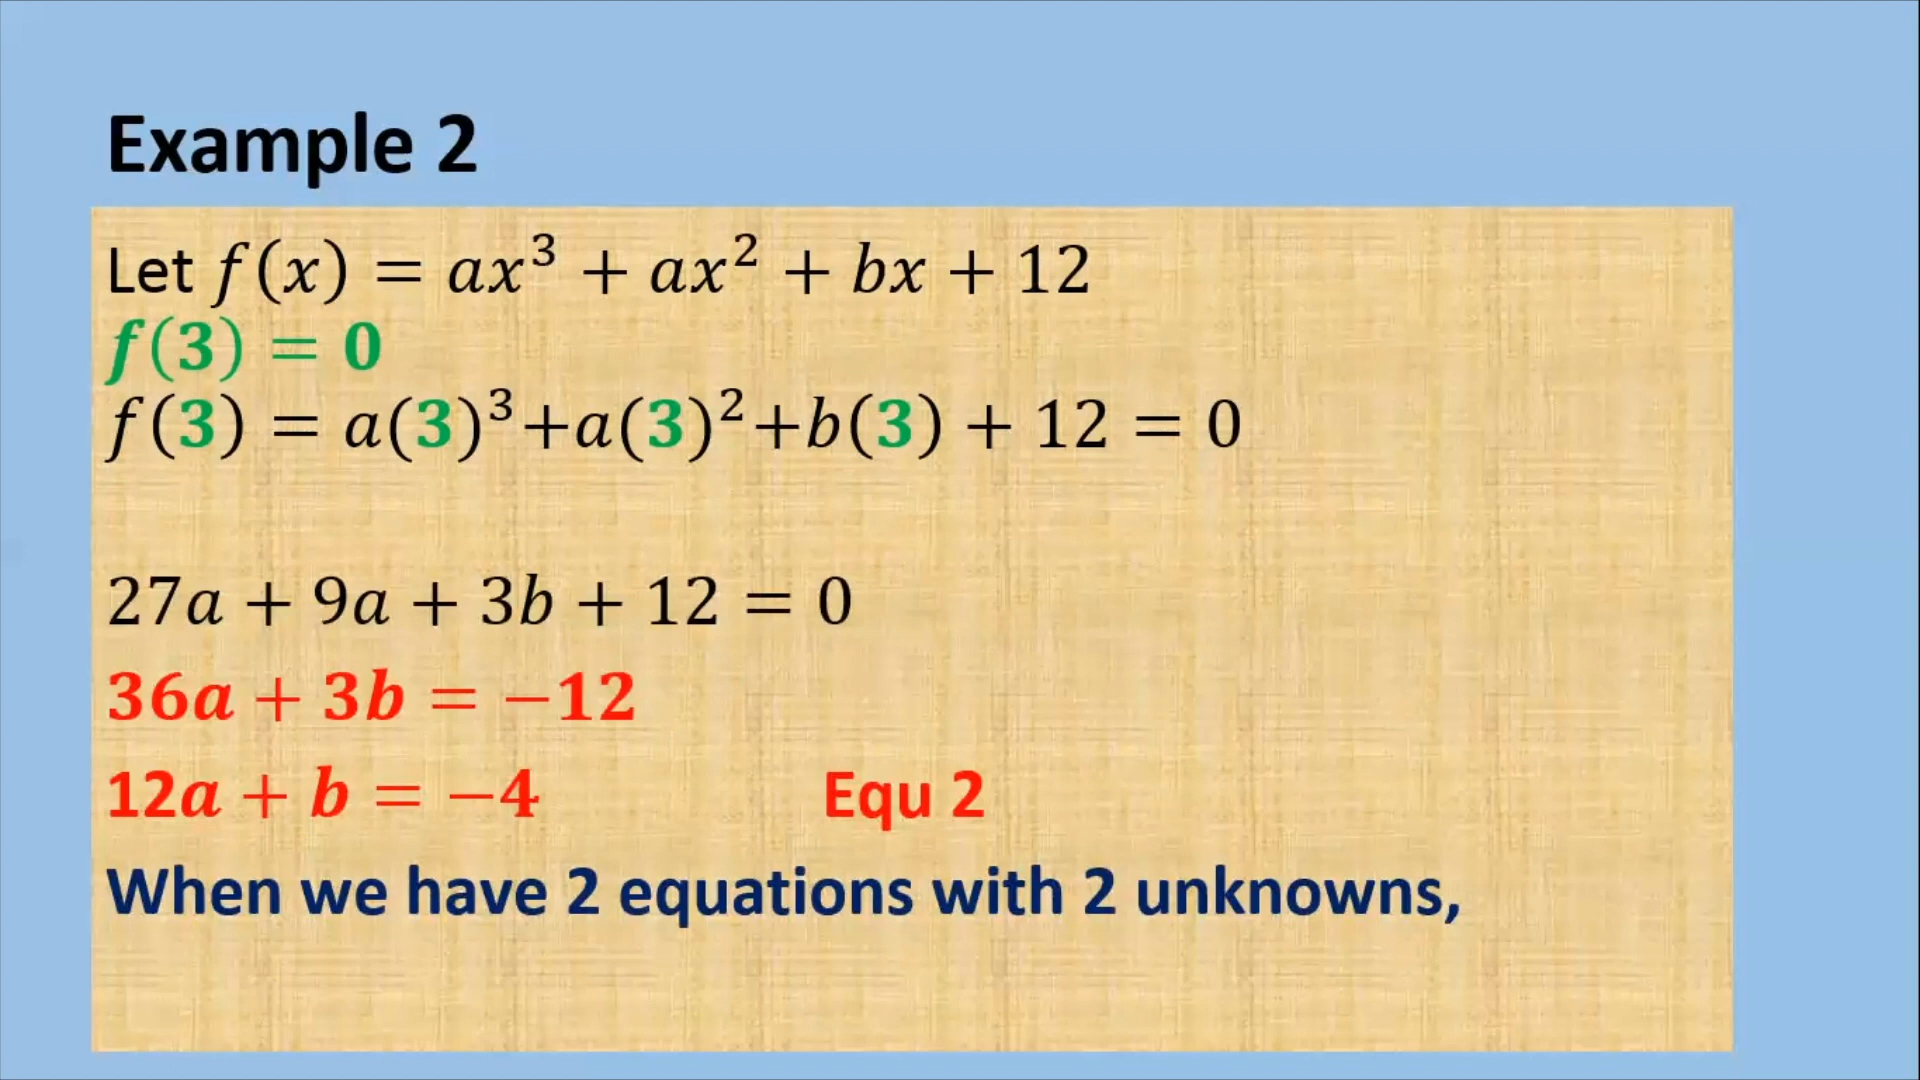 Example 2
Let f(x) = ax³ + ax² + bx + 12
f(3) = 0
f(3) = a(3)³+a(3)²+b(3) + 12 = 0
27a + 9a + 3b + 12 = 0
36a + 3b = −12
12a + b = −4 Equ 2
When we have 2 equations with 2 unknowns,